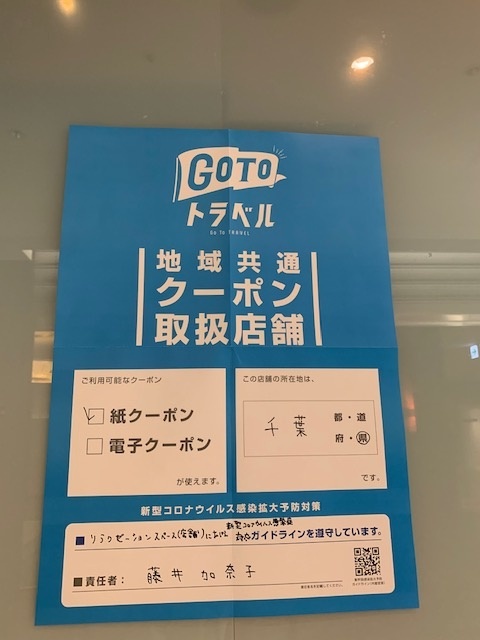 GOTO
トラベル
Go To TRAVEL
地域共通
クーポン
取扱店舗
ご利用可能なクーポン
紙クーポン
電子クーポン
が使えます。
この店舗の所在地は、
千葉 都・道
府・県
です。
新型コロナウイルス感染拡大予防対策
新型コロナウイルス感染症
リラクゼーションスペース(店舗)における 対応ガイドラインを遵守しています。
責任者: 藤井加奈子